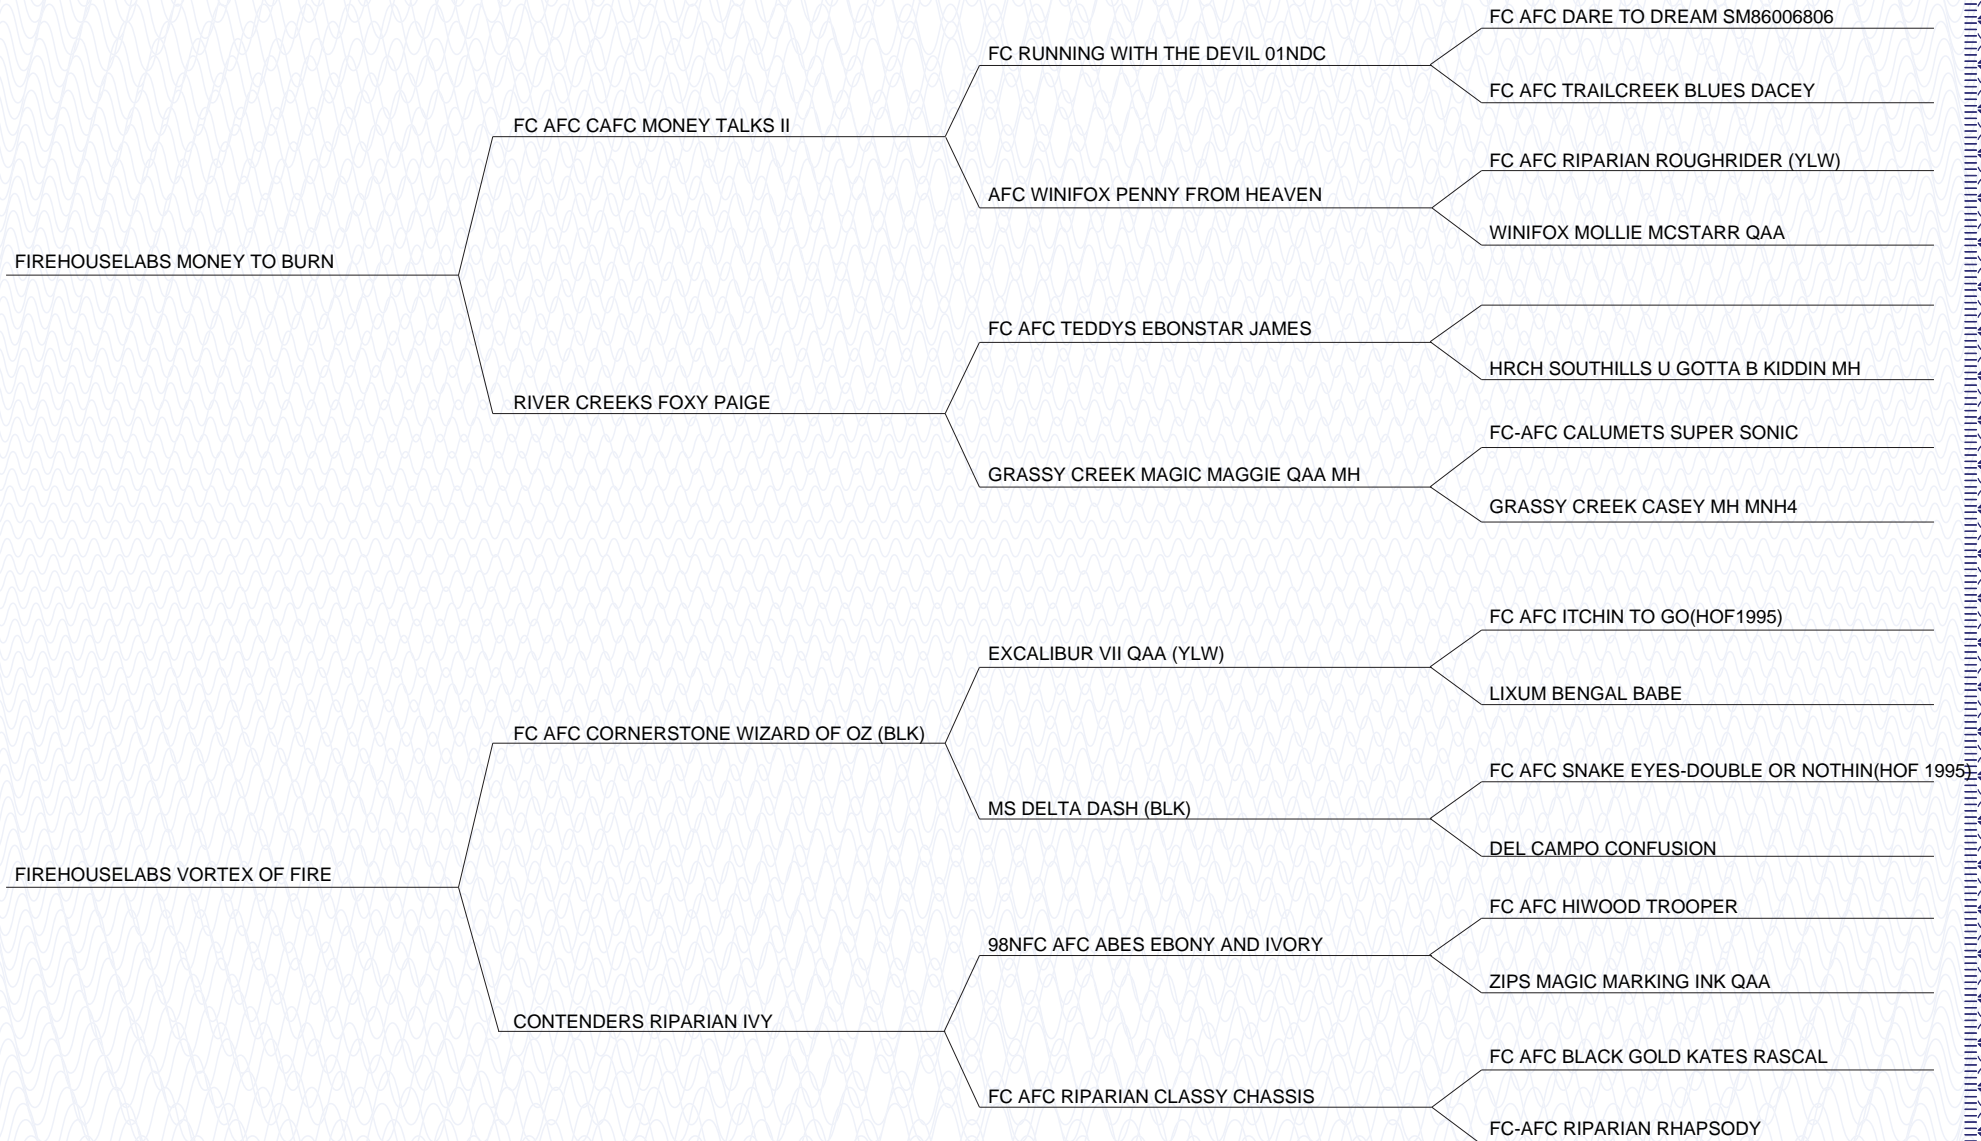 FC AFC DARE TO DREAM SM86006806
FC RUNNING WITH THE DEVIL 01NDC
FC AFC TRAILCREEK BLUES DACEY
FC AFC CAFC MONEY TALKS II
FC AFC RIPARIAN ROUGHRIDER (YLW)
AFC WINIFOX PENNY FROM HEAVEN
WINIFOX MOLLIE MCSTARR QAA
FIREHOUSELABS MONEY TO BURN
FC AFC TEDDYS EBONSTAR JAMES
HRCH SOUTHILLS U GOTTA B KIDDIN MH
RIVER CREEKS FOXY PAIGE
FC-AFC CALUMETS SUPER SONIC
GRASSY CREEK MAGIC MAGGIE QAA MH
GRASSY CREEK CASEY MH MNH4
FC AFC ITCHIN TO GO(HOF1995)
EXCALIBUR VII QAA (YLW)
LIXUM BENGAL BABE
FC AFC CORNERSTONE WIZARD OF OZ (BLK)
FC AFC SNAKE EYES-DOUBLE OR NOTHIN(HOF 1995)
MS DELTA DASH (BLK)
DEL CAMPO CONFUSION
FIREHOUSELABS VORTEX OF FIRE
FC AFC HIWOOD TROOPER
98NFC AFC ABES EBONY AND IVORY
ZIPS MAGIC MARKING INK QAA
CONTENDERS RIPARIAN IVY
FC AFC BLACK GOLD KATES RASCAL
FC AFC RIPARIAN CLASSY CHASSIS
FC-AFC RIPARIAN RHAPSODY